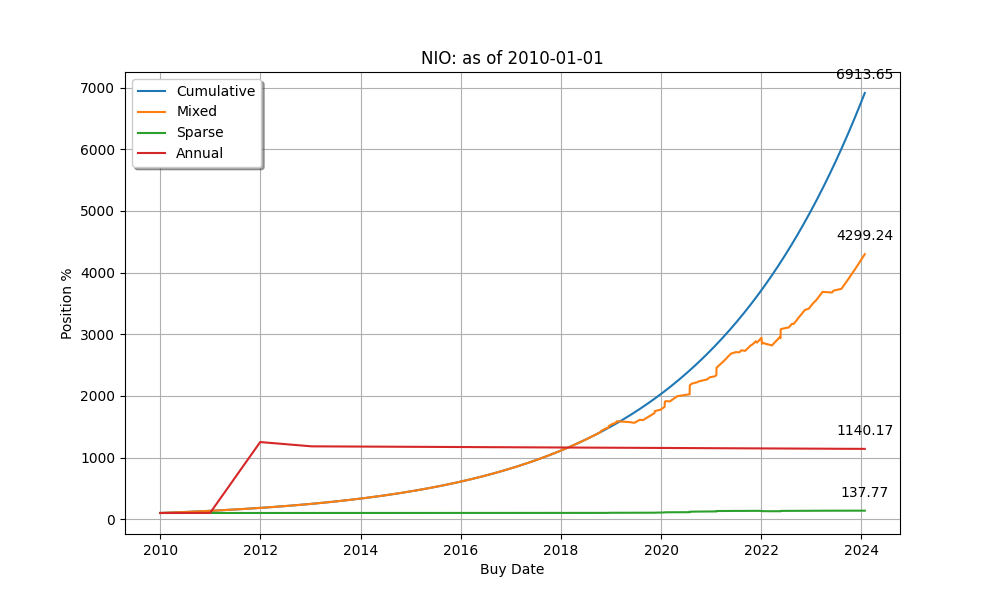 NIO: as of 2010-01-01
Cumulative
Mixed
Sparse
Annual
6913.65
4299.24
1140.17
137.77
7000
6000
5000
4000
3000
2000
1000
0
Position %
2010 2012 2014 2016 2018 2020 2022 2024
Buy Date